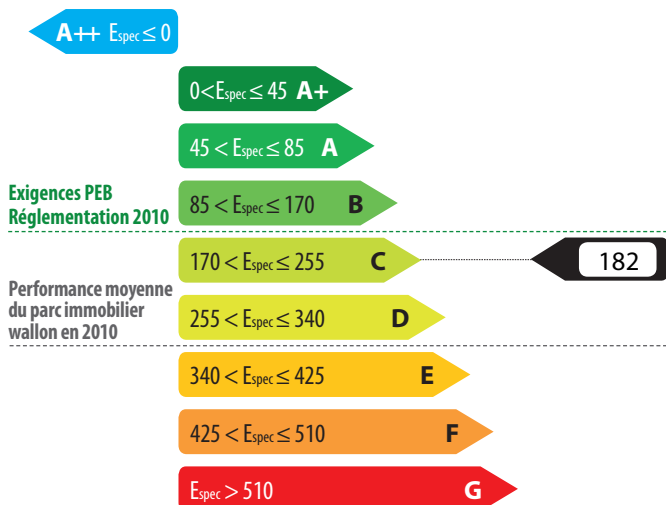 A++ Espec ≤ 0
0<Espec ≤ 45 A+
45 < Espec ≤ 85 A
Exigences PEB
Réglementation 2010
85 < Espec ≤ 170 B
170 < Espec ≤ 255 C
182
Performance moyenne
du parc immobilier
wallon en 2010
255 < Espec ≤ 340 D
340 < Espec ≤ 425 E
425 < Espec ≤ 510 F
Espec > 510 G